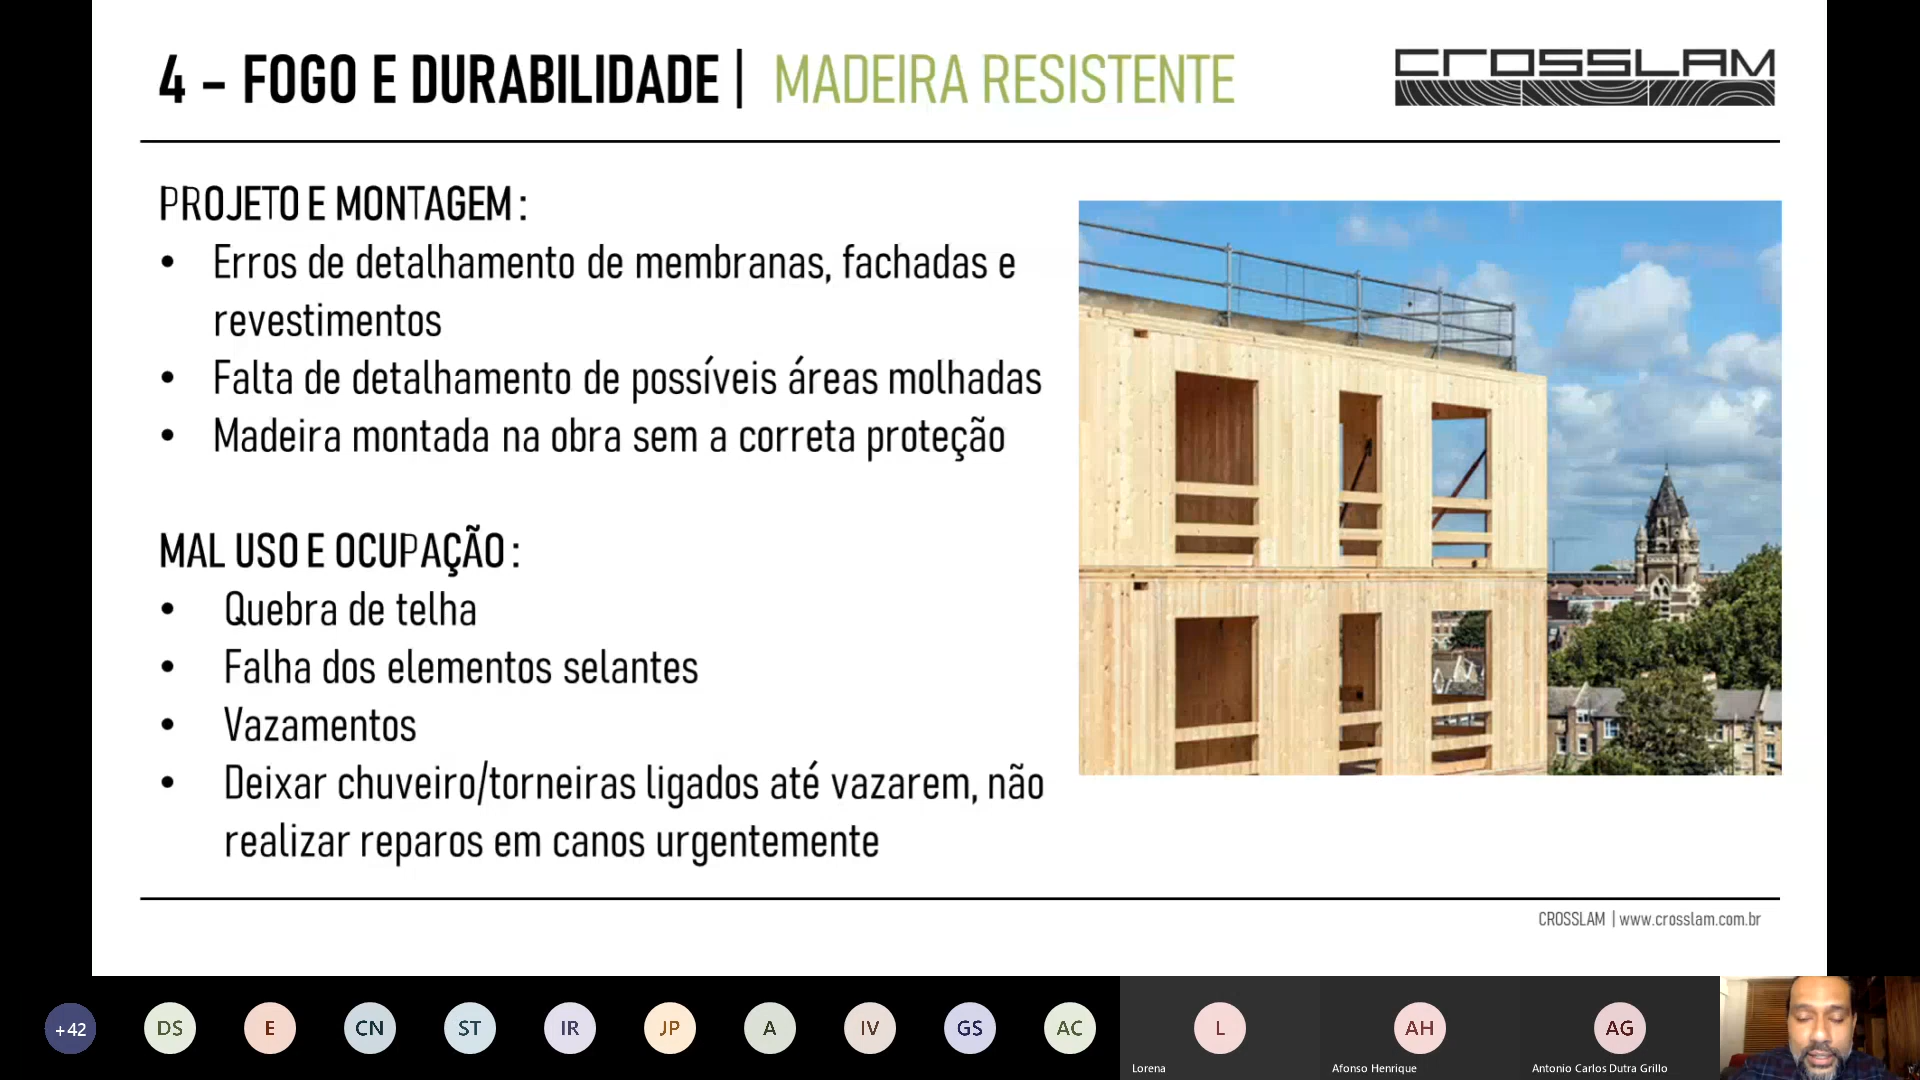 4 – FOGO E DURABILIDADE | MADEIRA RESISTENTE
CROSSLAM
PROJETO E MONTAGEM:
• Erros de detalhamento de membranas, fachadas e
revestimentos
• Falta de detalhamento de possíveis áreas molhadas
• Madeira montada na obra sem a correta proteção
MAL USO E OCUPAÇÃO:
• Quebra de telha
• Falha dos elementos selantes
• Vazamentos
• Deixar chuveiro/torneiras ligados até vazarem, não
realizar reparos em canos urgentemente
CROSSLAM | www.crosslam.com.br
+42 DS E CN ST IR JP A IV GS AC L AH AG
Lorena Afonso Henrique Antonio Carlos Dutra Grillo